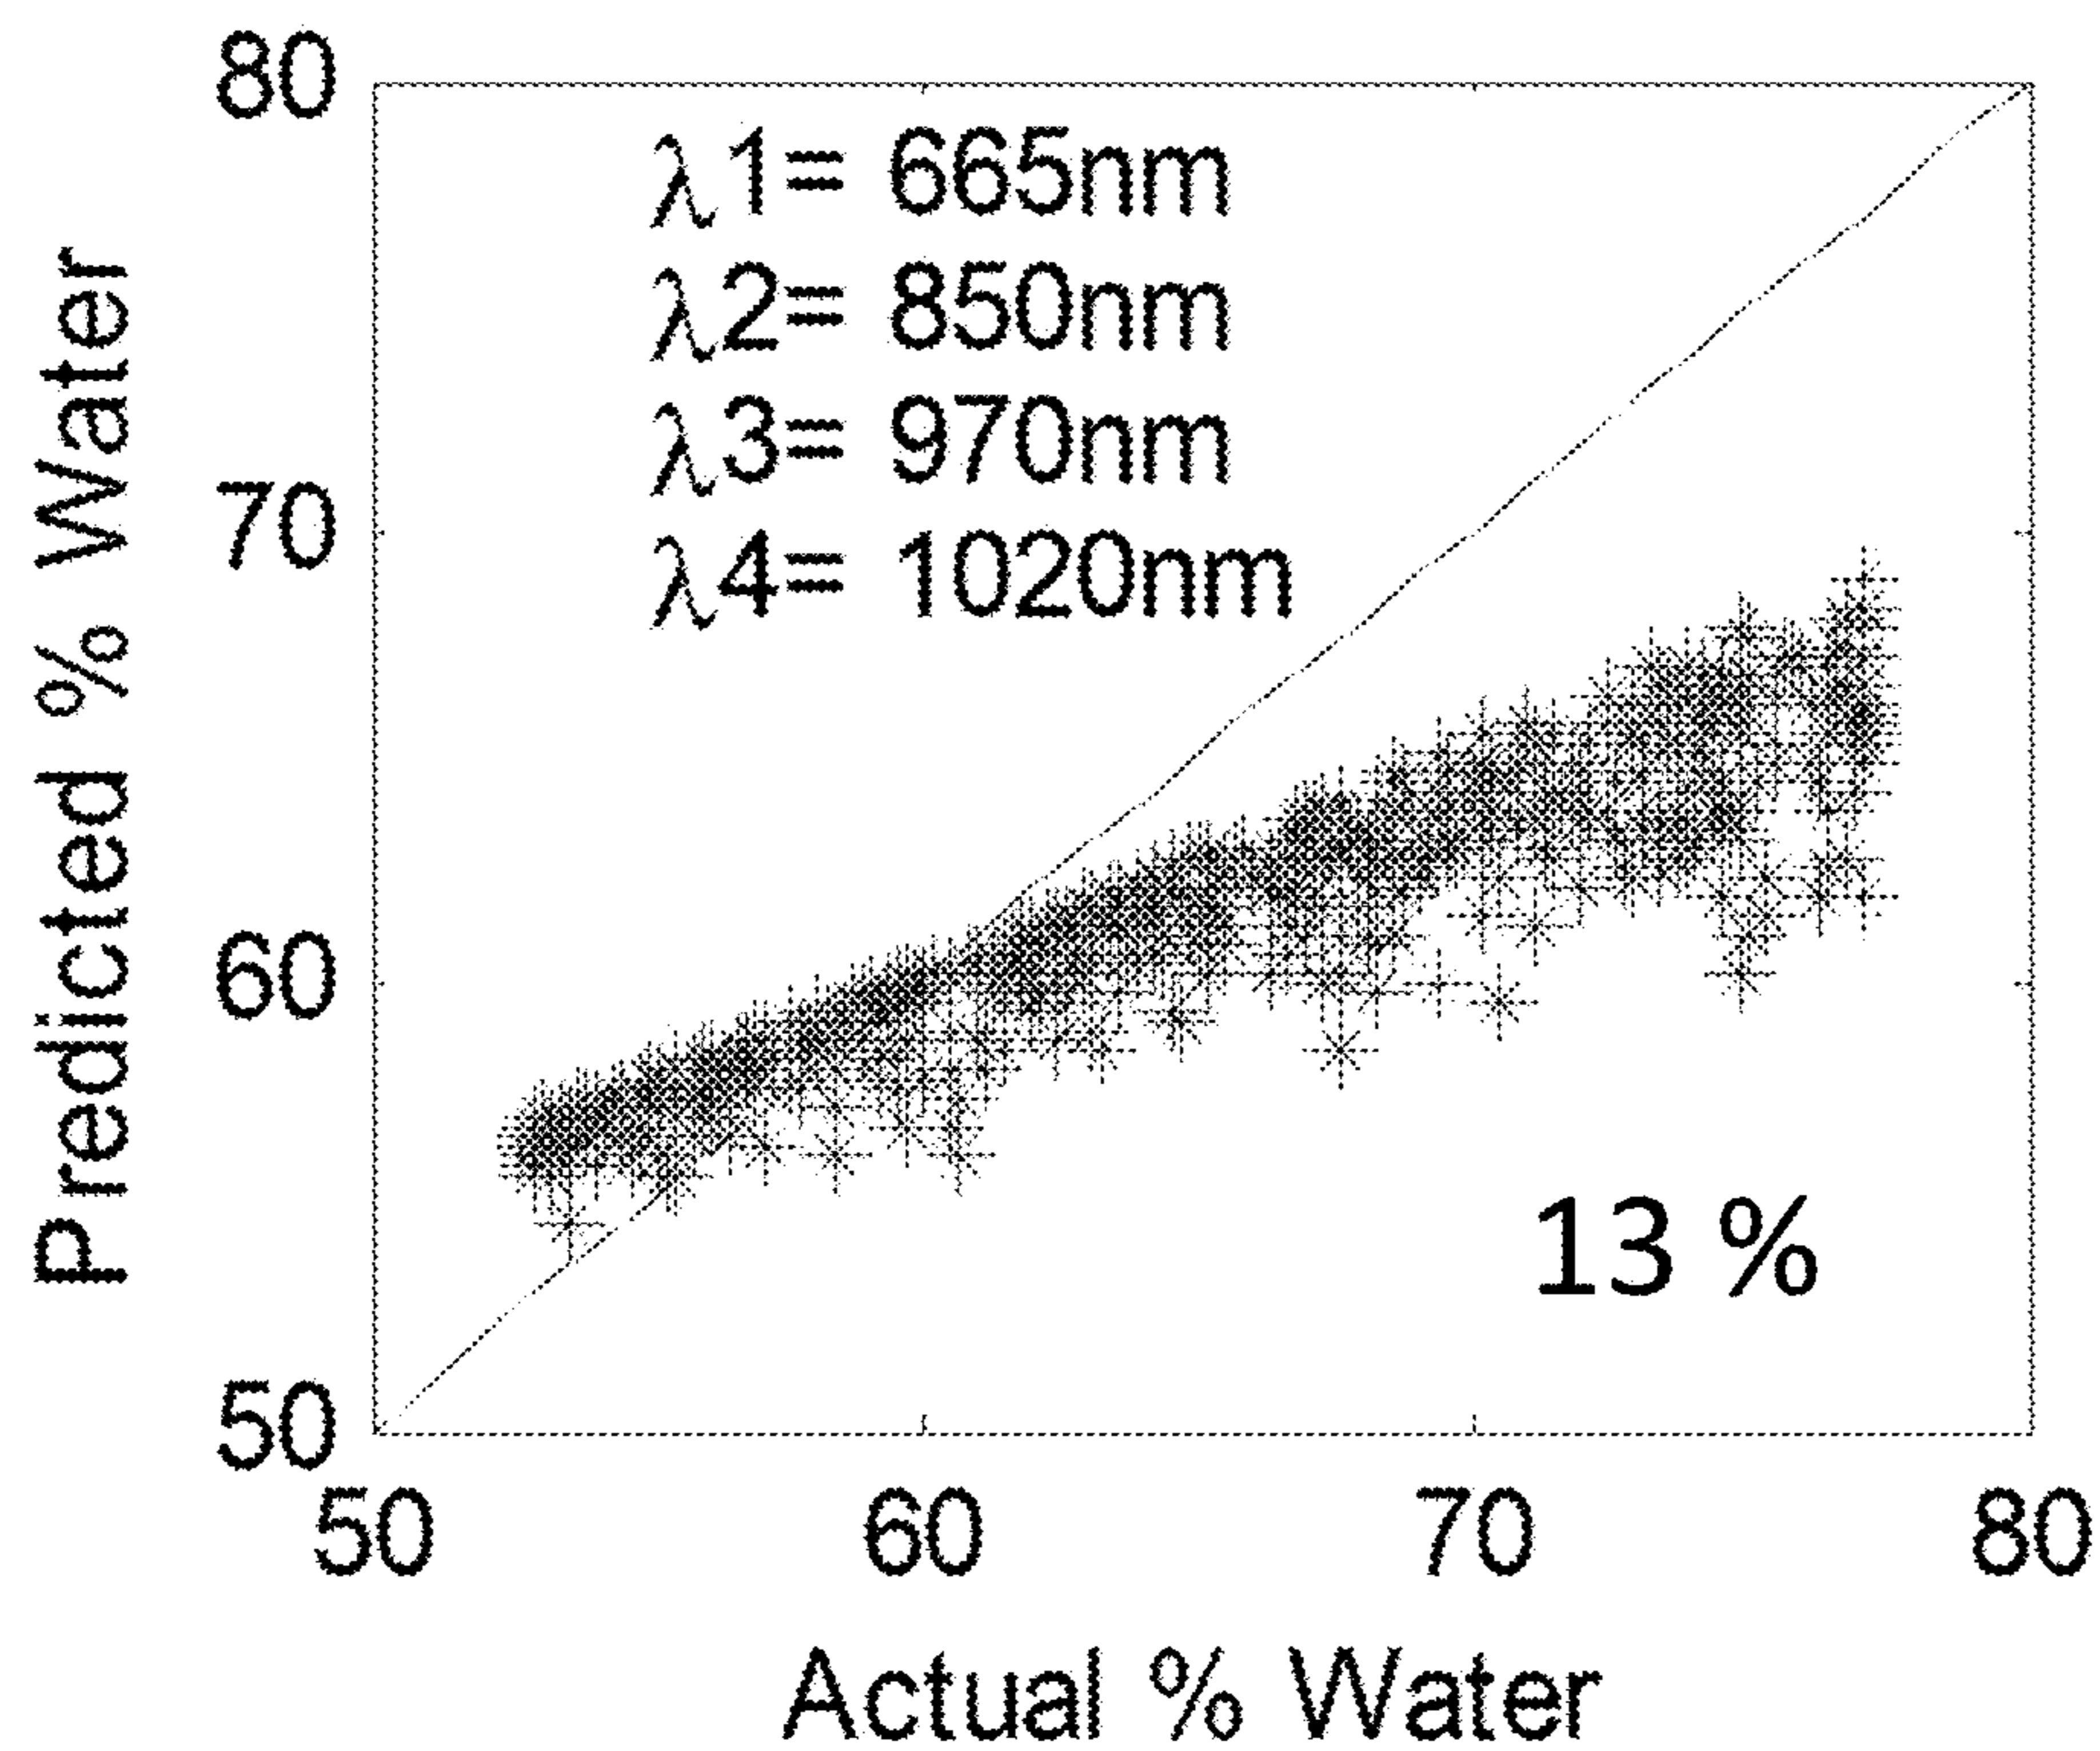 80
λ1= 665nm
λ2= 850nm
λ3= 970nm
λ4= 1020nm
70
60
50
Predicted % Water
13 %
50 60 70 80
Actual % Water